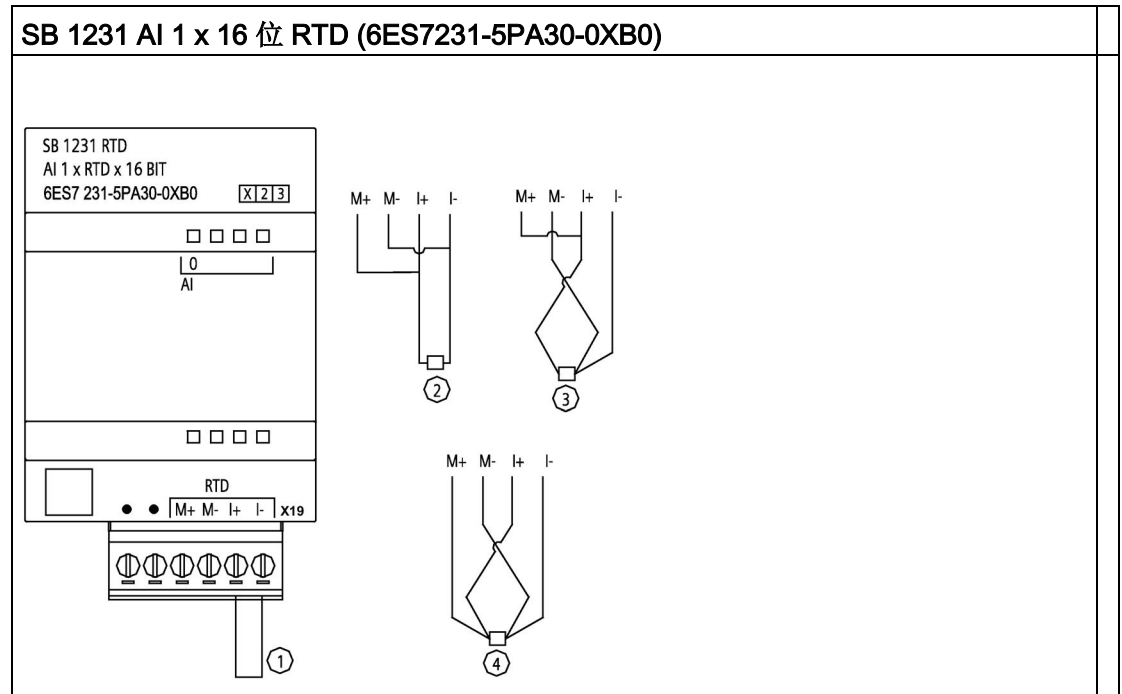 SB 1231 AI 1 x 16 位 RTD (6ES7231-5PA30-0XB0)
SB 1231 RTD
AI 1 x RTD x 16 BIT
6ES7 231-5PA30-0XB0 X 2 3
0
AI
RTD
M+ M- I+ I- X19
1
M+ M- I+ I-
2
M+ M- I+ I-
3
M+ M- I+ I-
4